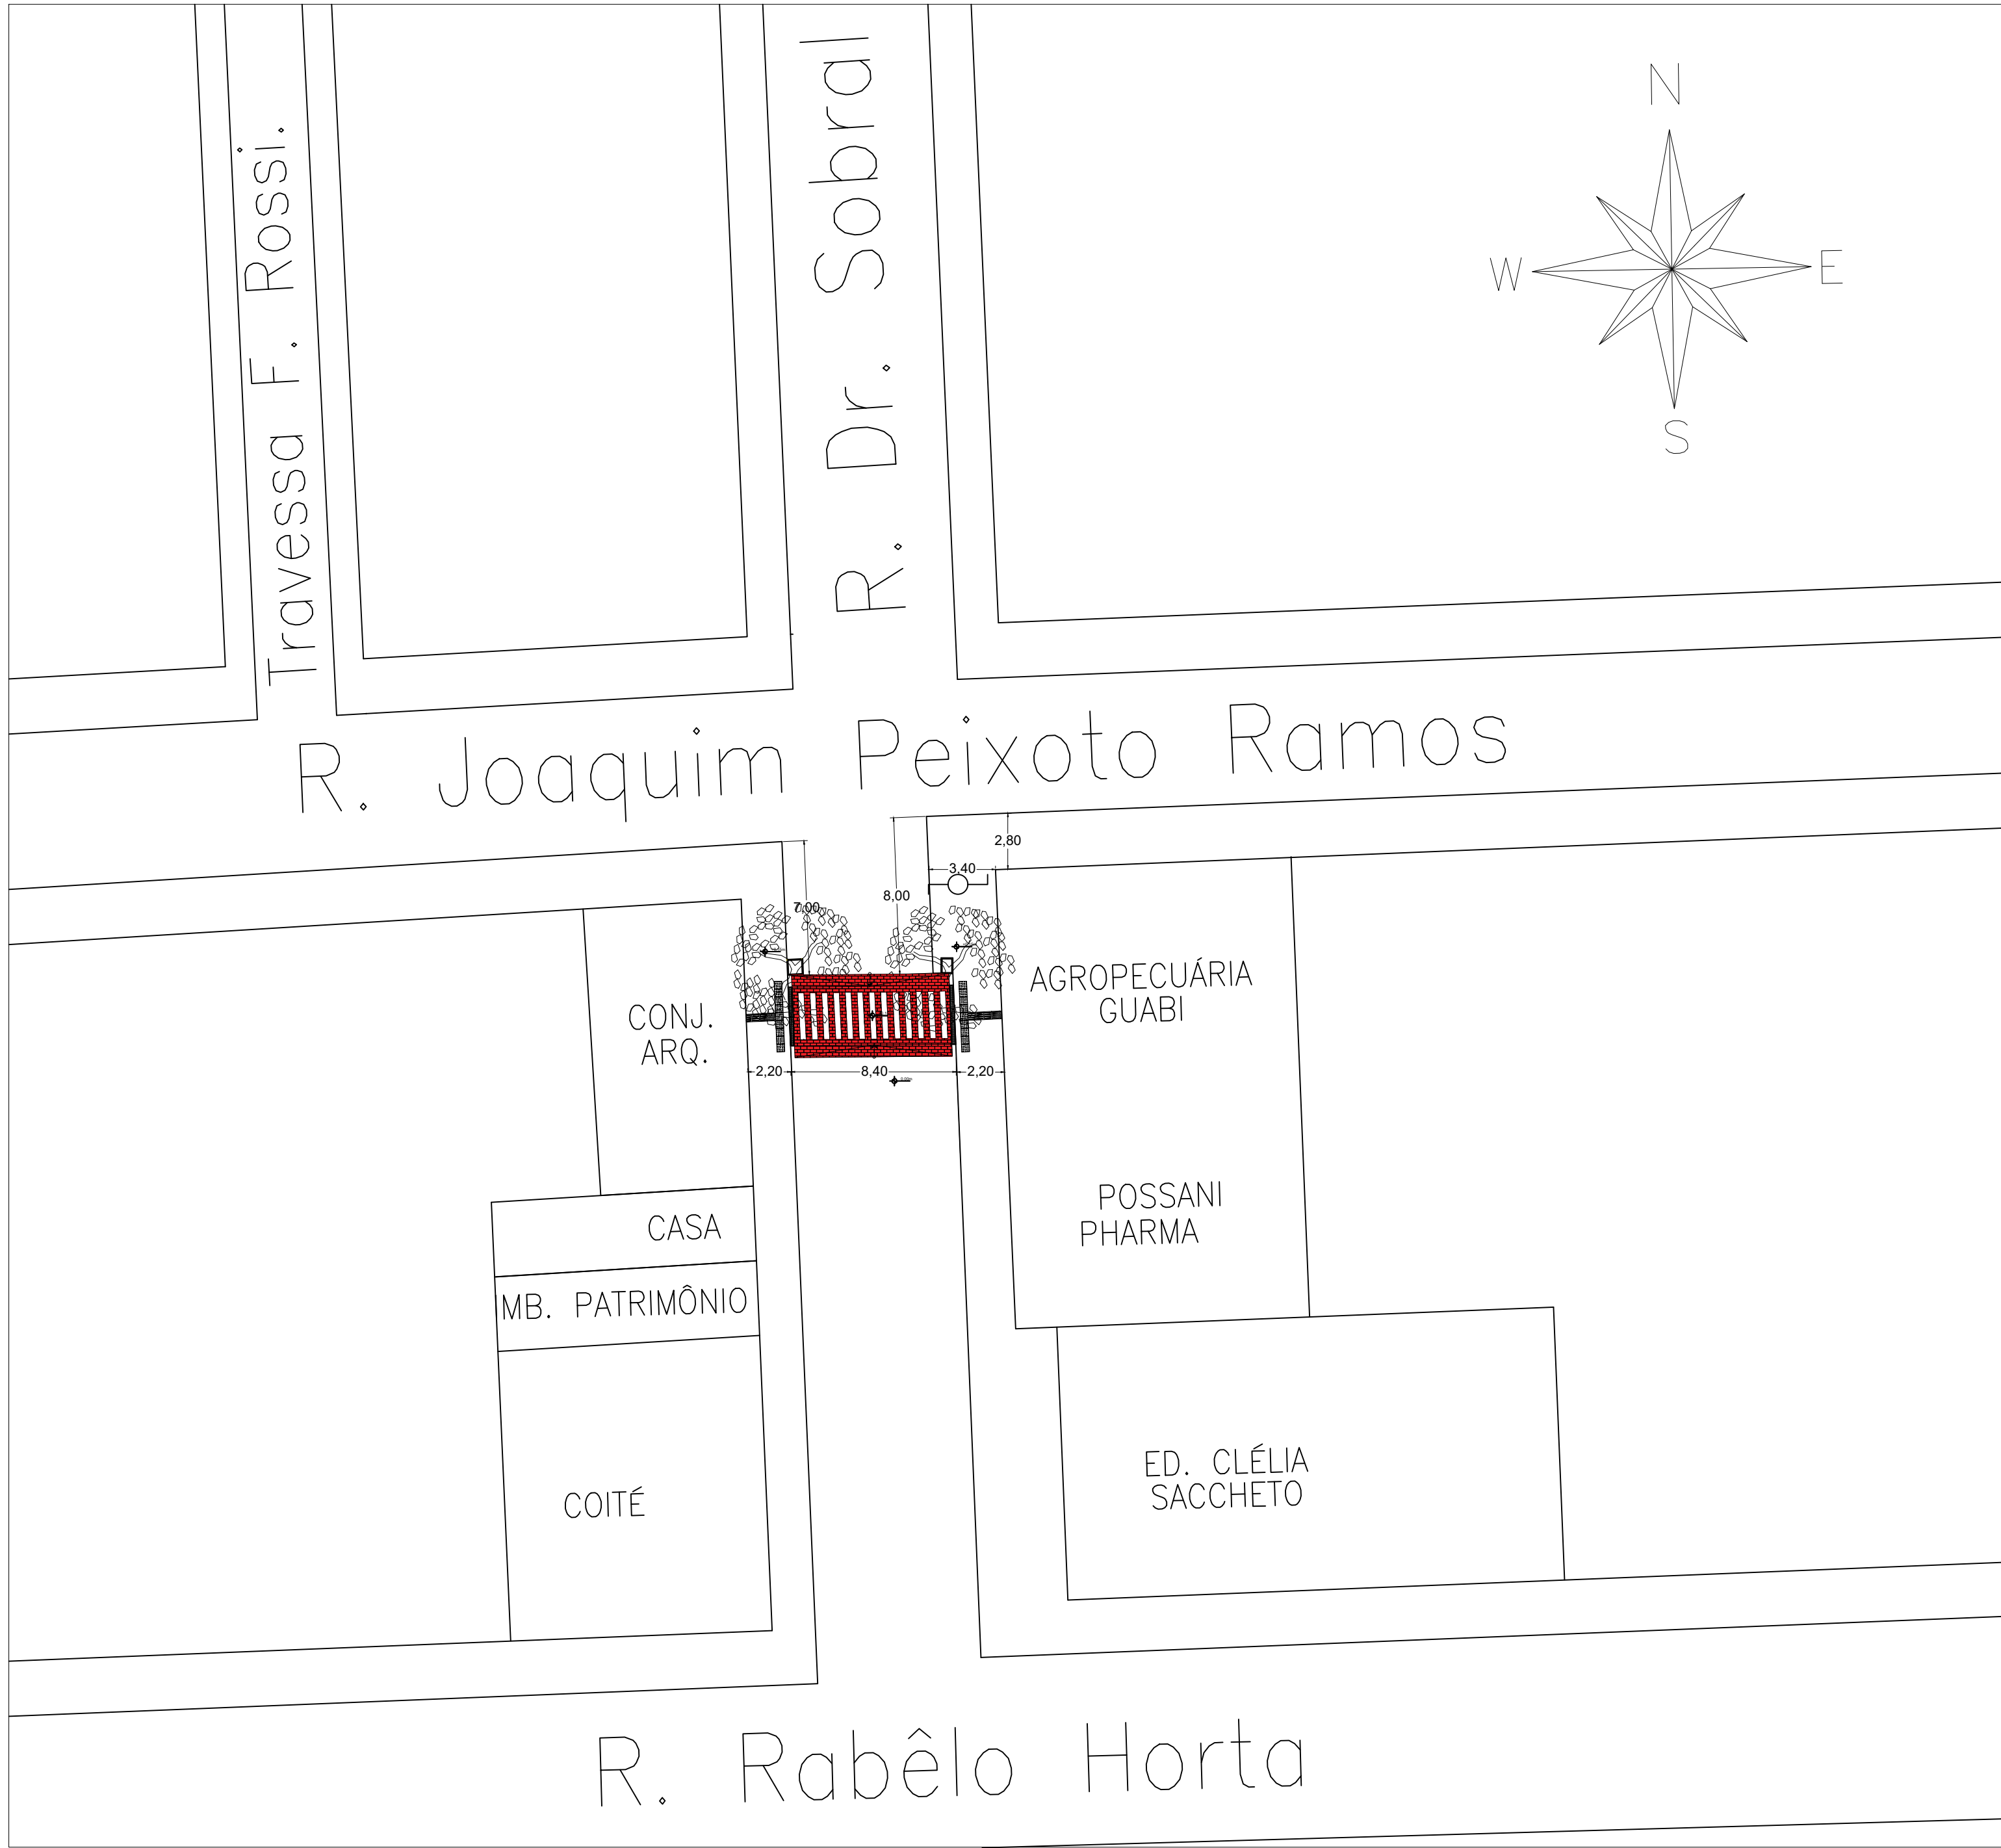 N
W
E
S
Travessa F. Rossi.
R. Dr. Sobral
R. Joaquim Peixoto Ramos
2,80
3,40
8,00
7,00
AGROPECUÁRIA
GUABI
CONJ.
ARQ.
2,20
8,40
2,20
POSSANI
PHARMA
CASA
IMB. PATRIMÔNIO
ED. CLÉLIA
SACCHETO
COITÉ
R. Rabêlo Horta